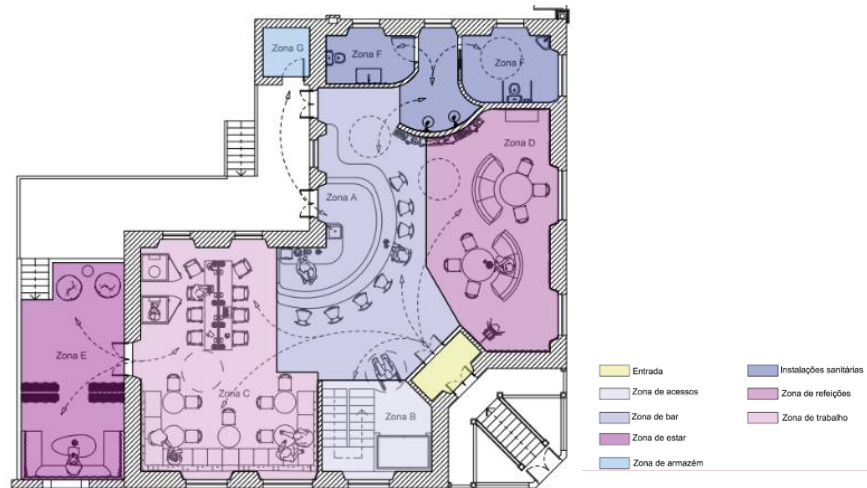 Zona G
Zona F
Zona F
Zona D
Zona A
Zona E
Zona C
Zona B
Entrada
Zona de acessos
Zona de bar
Zona de estar
Zona de armazém
Instalações sanitárias
Zona de refeições
Zona de trabalho